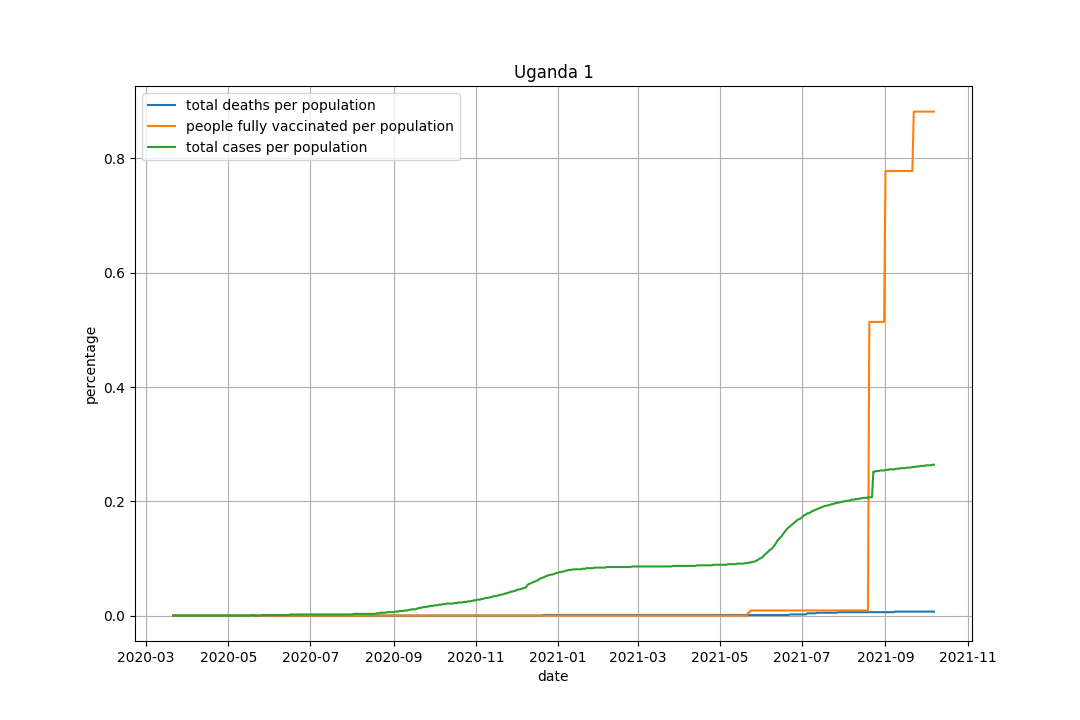 Uganda 1
total deaths per population
people fully vaccinated per population
total cases per population
percentage
0.8
0.6
0.4
0.2
0.0
2020-03 2020-05 2020-07 2020-09 2020-11 2021-01 2021-03 2021-05 2021-07 2021-09 2021-11
date